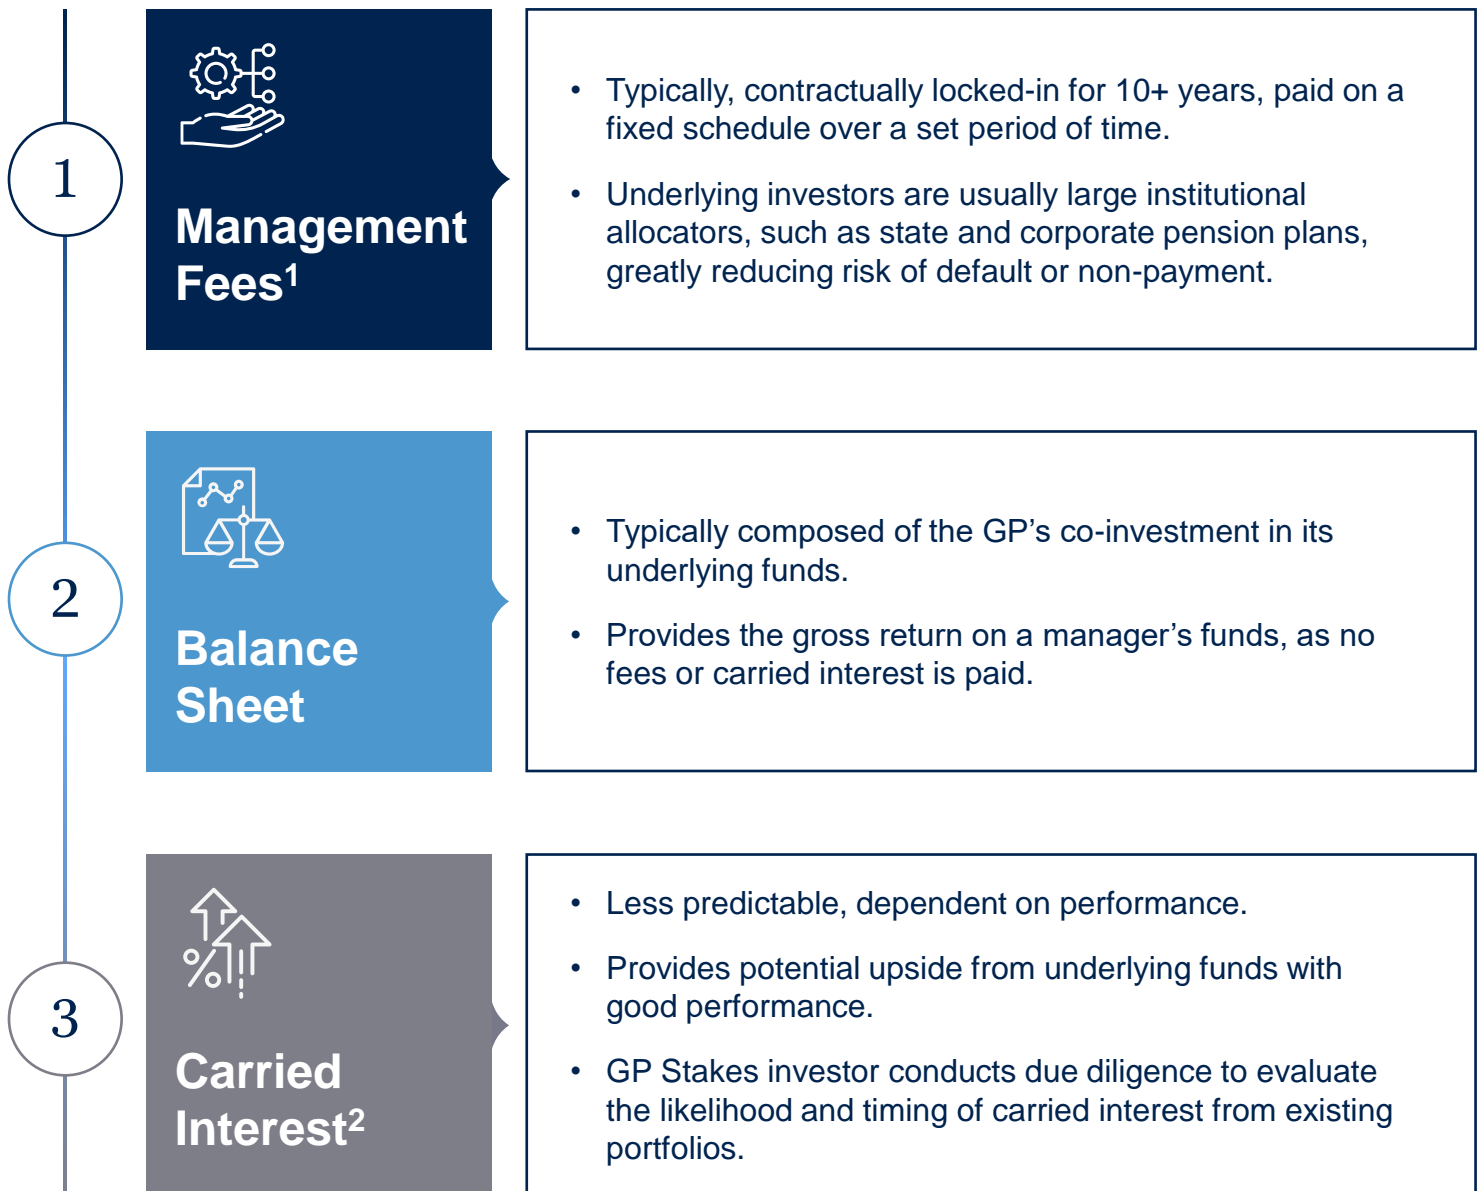 1
Management
Fees¹
• Typically, contractually locked-in for 10+ years, paid on a
fixed schedule over a set period of time.
• Underlying investors are usually large institutional
allocators, such as state and corporate pension plans,
greatly reducing risk of default or non-payment.
2
Balance
Sheet
• Typically composed of the GP’s co-investment in its
underlying funds.
• Provides the gross return on a manager’s funds, as no
fees or carried interest is paid.
3
%
Carried
Interest²
• Less predictable, dependent on performance.
• Provides potential upside from underlying funds with
good performance.
• GP Stakes investor conducts due diligence to evaluate
the likelihood and timing of carried interest from existing
portfolios.